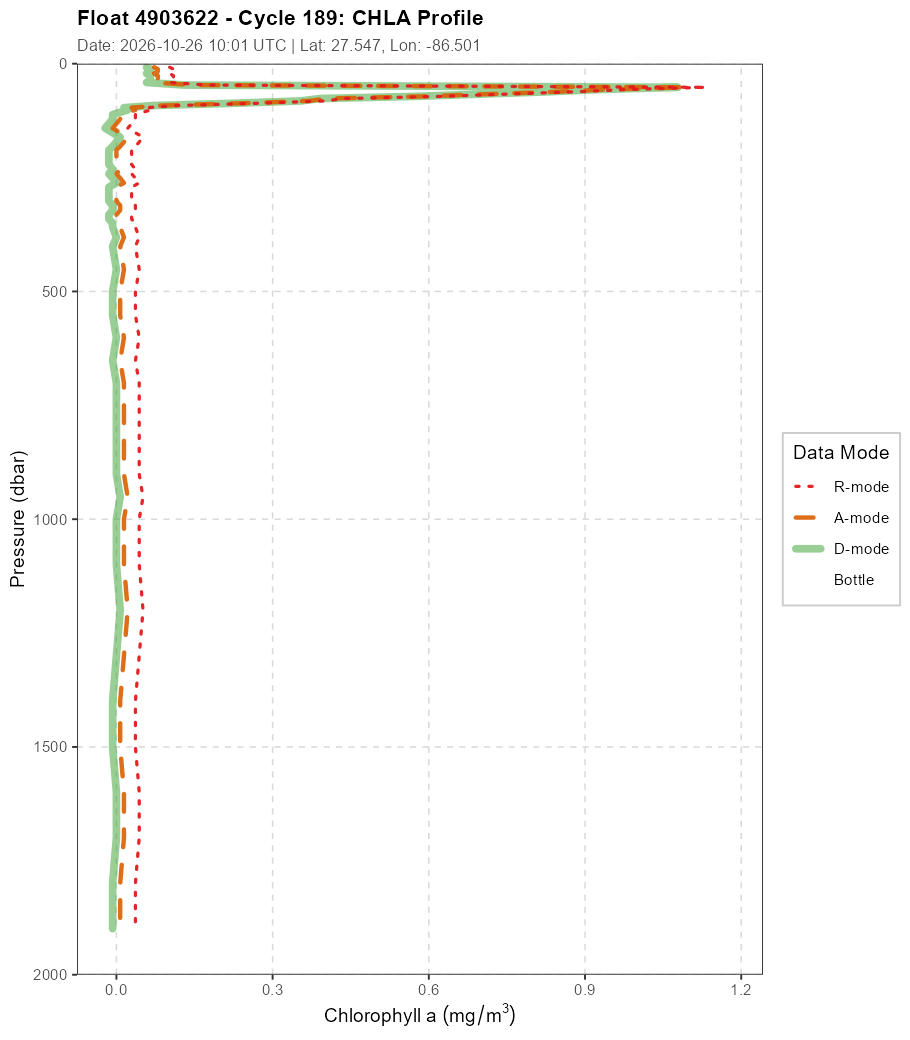 Float 4903622 - Cycle 189: CHLA Profile
Date: 2026-10-26 10:01 UTC | Lat: 27.547, Lon: -86.501
0
500
1000
1500
2000
Pressure (dbar)
0.0 0.3 0.6 0.9 1.2
Chlorophyll a (mg/m³)
Data Mode
R-mode
A-mode
D-mode
Bottle